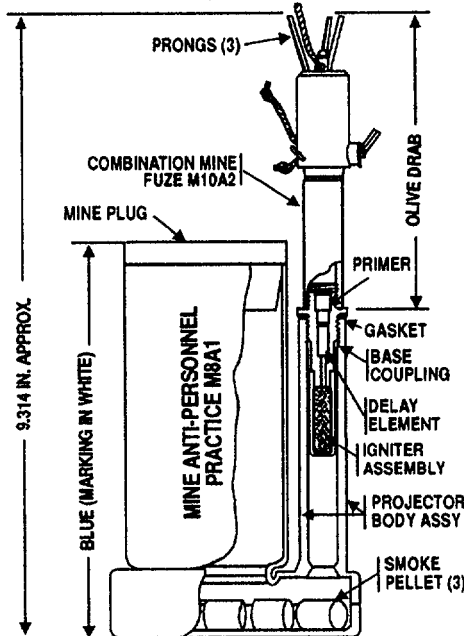 PRONGS (3)
COMBINATION MINE
FUZE M10A2
MINE PLUG
OLIVE DRAB
PRIMER
GASKET
BASE
COUPLING
DELAY
ELEMENT
IGNITER
ASSEMBLY
PROJECTOR
BODY ASSY
SMOKE
PELLET (3)
9.314 IN. APPROX.
BLUE (MARKING IN WHITE)
MINE ANTI-PERSONNEL
PRACTICE M8A1